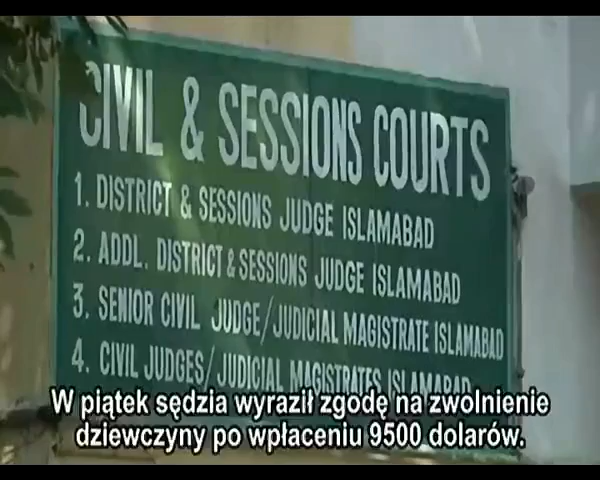 CIVIL & SESSIONS COURTS
1. DISTRICT & SESSIONS JUDGE ISLAMABAD
2. ADDL. DISTRICT & SESSIONS JUDGE ISLAMABAD
3. SENIOR CIVIL JUDGE/JUDICIAL MAGISTRATE ISLAMABAD
4. CIVIL JUDGES/JUDICIAL MAGISTRATES ISLAMABAD
W piątek sędzia wyraził zgodę na zwolnienie
dziewczyny po wpłaceniu 9500 dolarów.